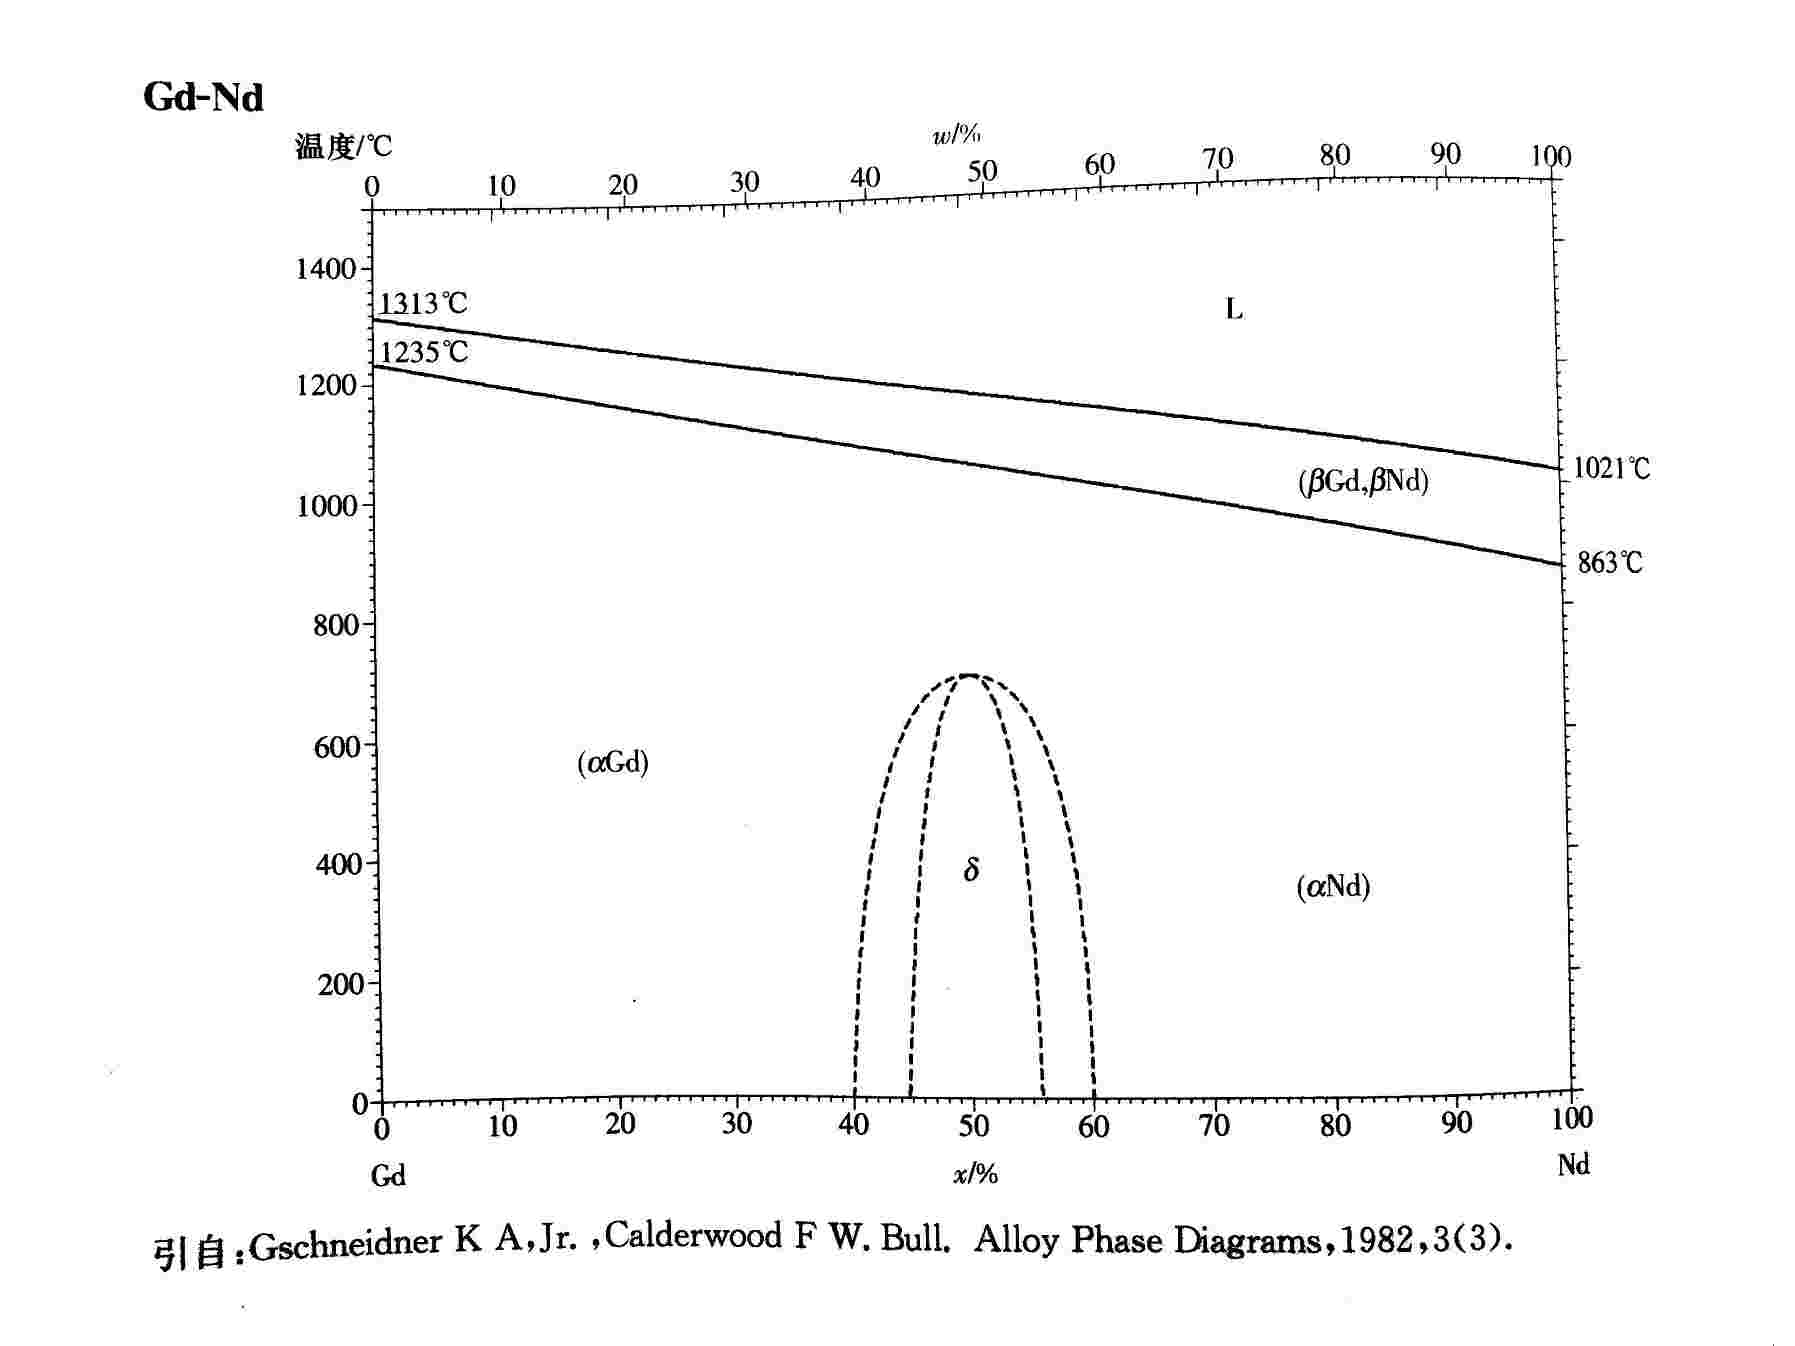 Gd-Nd
温度/℃
w/%
0 10 20 30 40 50 60 70 80 90 100
1400
1313℃
L
1235℃
1200
(βGd,βNd)
1021℃
1000
863℃
800
600
(αGd)
400
δ
(αNd)
200
0
0 10 20 30 40 50 60 70 80 90 100
Gd x/% Nd
引自:Gschneidner K A,Jr. ,Calderwood F W. Bull. Alloy Phase Diagrams,1982,3(3).